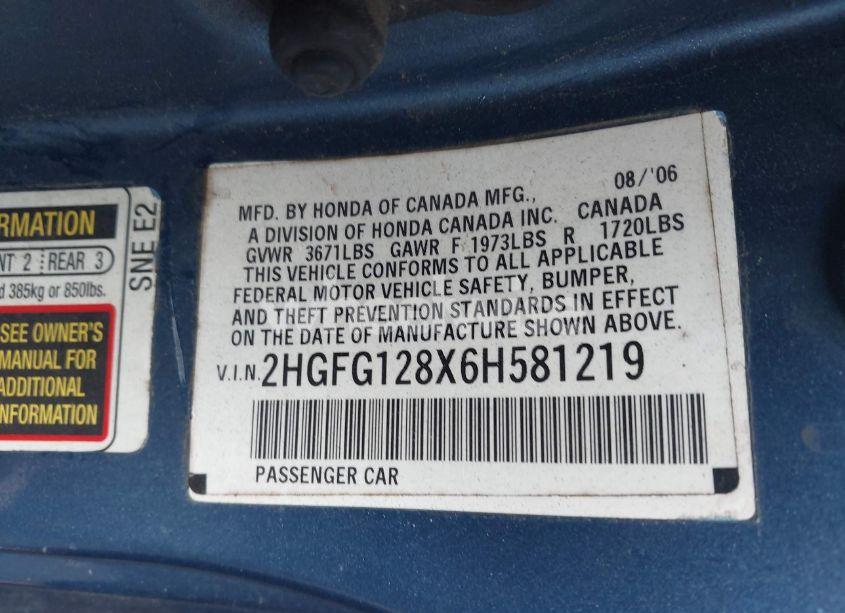 RMATION
NT 2 REAR 3
d 385kg or 850lbs.
SEE OWNER'S
MANUAL FOR
ADDITIONAL
INFORMATION
SNE E2
MFD. BY HONDA OF CANADA MFG., 08/'06
A DIVISION OF HONDA CANADA INC. CANADA
GVWR 3671LBS GAWR F 1973LBS R 1720LBS
THIS VEHICLE CONFORMS TO ALL APPLICABLE
FEDERAL MOTOR VEHICLE SAFETY, BUMPER,
AND THEFT PREVENTION STANDARDS IN EFFECT
ON THE DATE OF MANUFACTURE SHOWN ABOVE.
V.I.N. 2HGFG128X6H581219
PASSENGER CAR